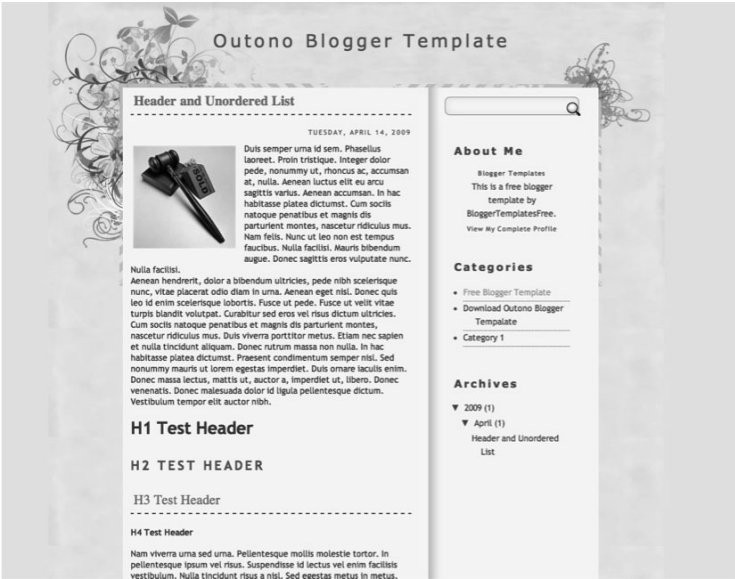 Outono Blogger Template
Header and Unordered List
TUESDAY, APRIL 14, 2009
SOLD
Duis semper urna id sem. Phasellus
laoreet. Proin tristique. Integer dolor
pede, nonummy ut, rhoncus ac, accumsan
at, nulla. Aenean luctus elit eu arcu
sagittis varius. Aenean accumsan. In hac
habitasse platea dictumst. Cum sociis
natoque penatibus et magnis dis
parturient montes, nascetur ridiculus mus.
Nam felis. Nunc ut leo non est tempus
faucibus. Nulla facilisi. Mauris bibendum
augue. Donec sagittis eros vulputate nunc.
Nulla facilisi.
Aenean hendrerit, dolor a bibendum ultricies, pede nibh scelerisque
nunc, vitae placerat odio diam in urna. Aenean eget nisl. Donec quis
leo id enim scelerisque lobortis. Fusce ut pede. Fusce ut velit vitae
turpis blandit volutpat. Curabitur sed eros vel risus dictum ultricies.
Cum sociis natoque penatibus et magnis dis parturient montes,
nascetur ridiculus mus. Duis viverra porttitor metus. Etiam nec sapien
et nulla tincidunt aliquam. Donec rutrum massa non nulla. In hac
habitasse platea dictumst. Praesent condimentum semper nisl. Sed
nonummy mauris ut lorem egestas imperdiet. Duis ornare iaculis enim.
Donec massa lectus, mattis ut, auctor a, imperdiet ut, libero. Donec
venenatis. Donec malesuada dolor id ligula pellentesque dictum.
Vestibulum tempor elit auctor nibh.
H1 Test Header
H2 TEST HEADER
H3 Test Header
H4 Test Header
Nam viverra urna sed urna. Pellentesque mollis molestie tortor. In
pellentesque ipsum vel risus. Suspendisse id lectus vel enim facilisis
vestibulum. Nulla tincidunt risus a nisl. Sed egestas metus in metus.
About Me
Blogger Templates
This is a free blogger
template by
BloggerTemplatesFree.
View My Complete Profile
Categories
Free Blogger Template
Download Outono Blogger
Tempalate
Category 1
Archives
▼ 2009 (1)
▼ April (1)
Header and Unordered
List